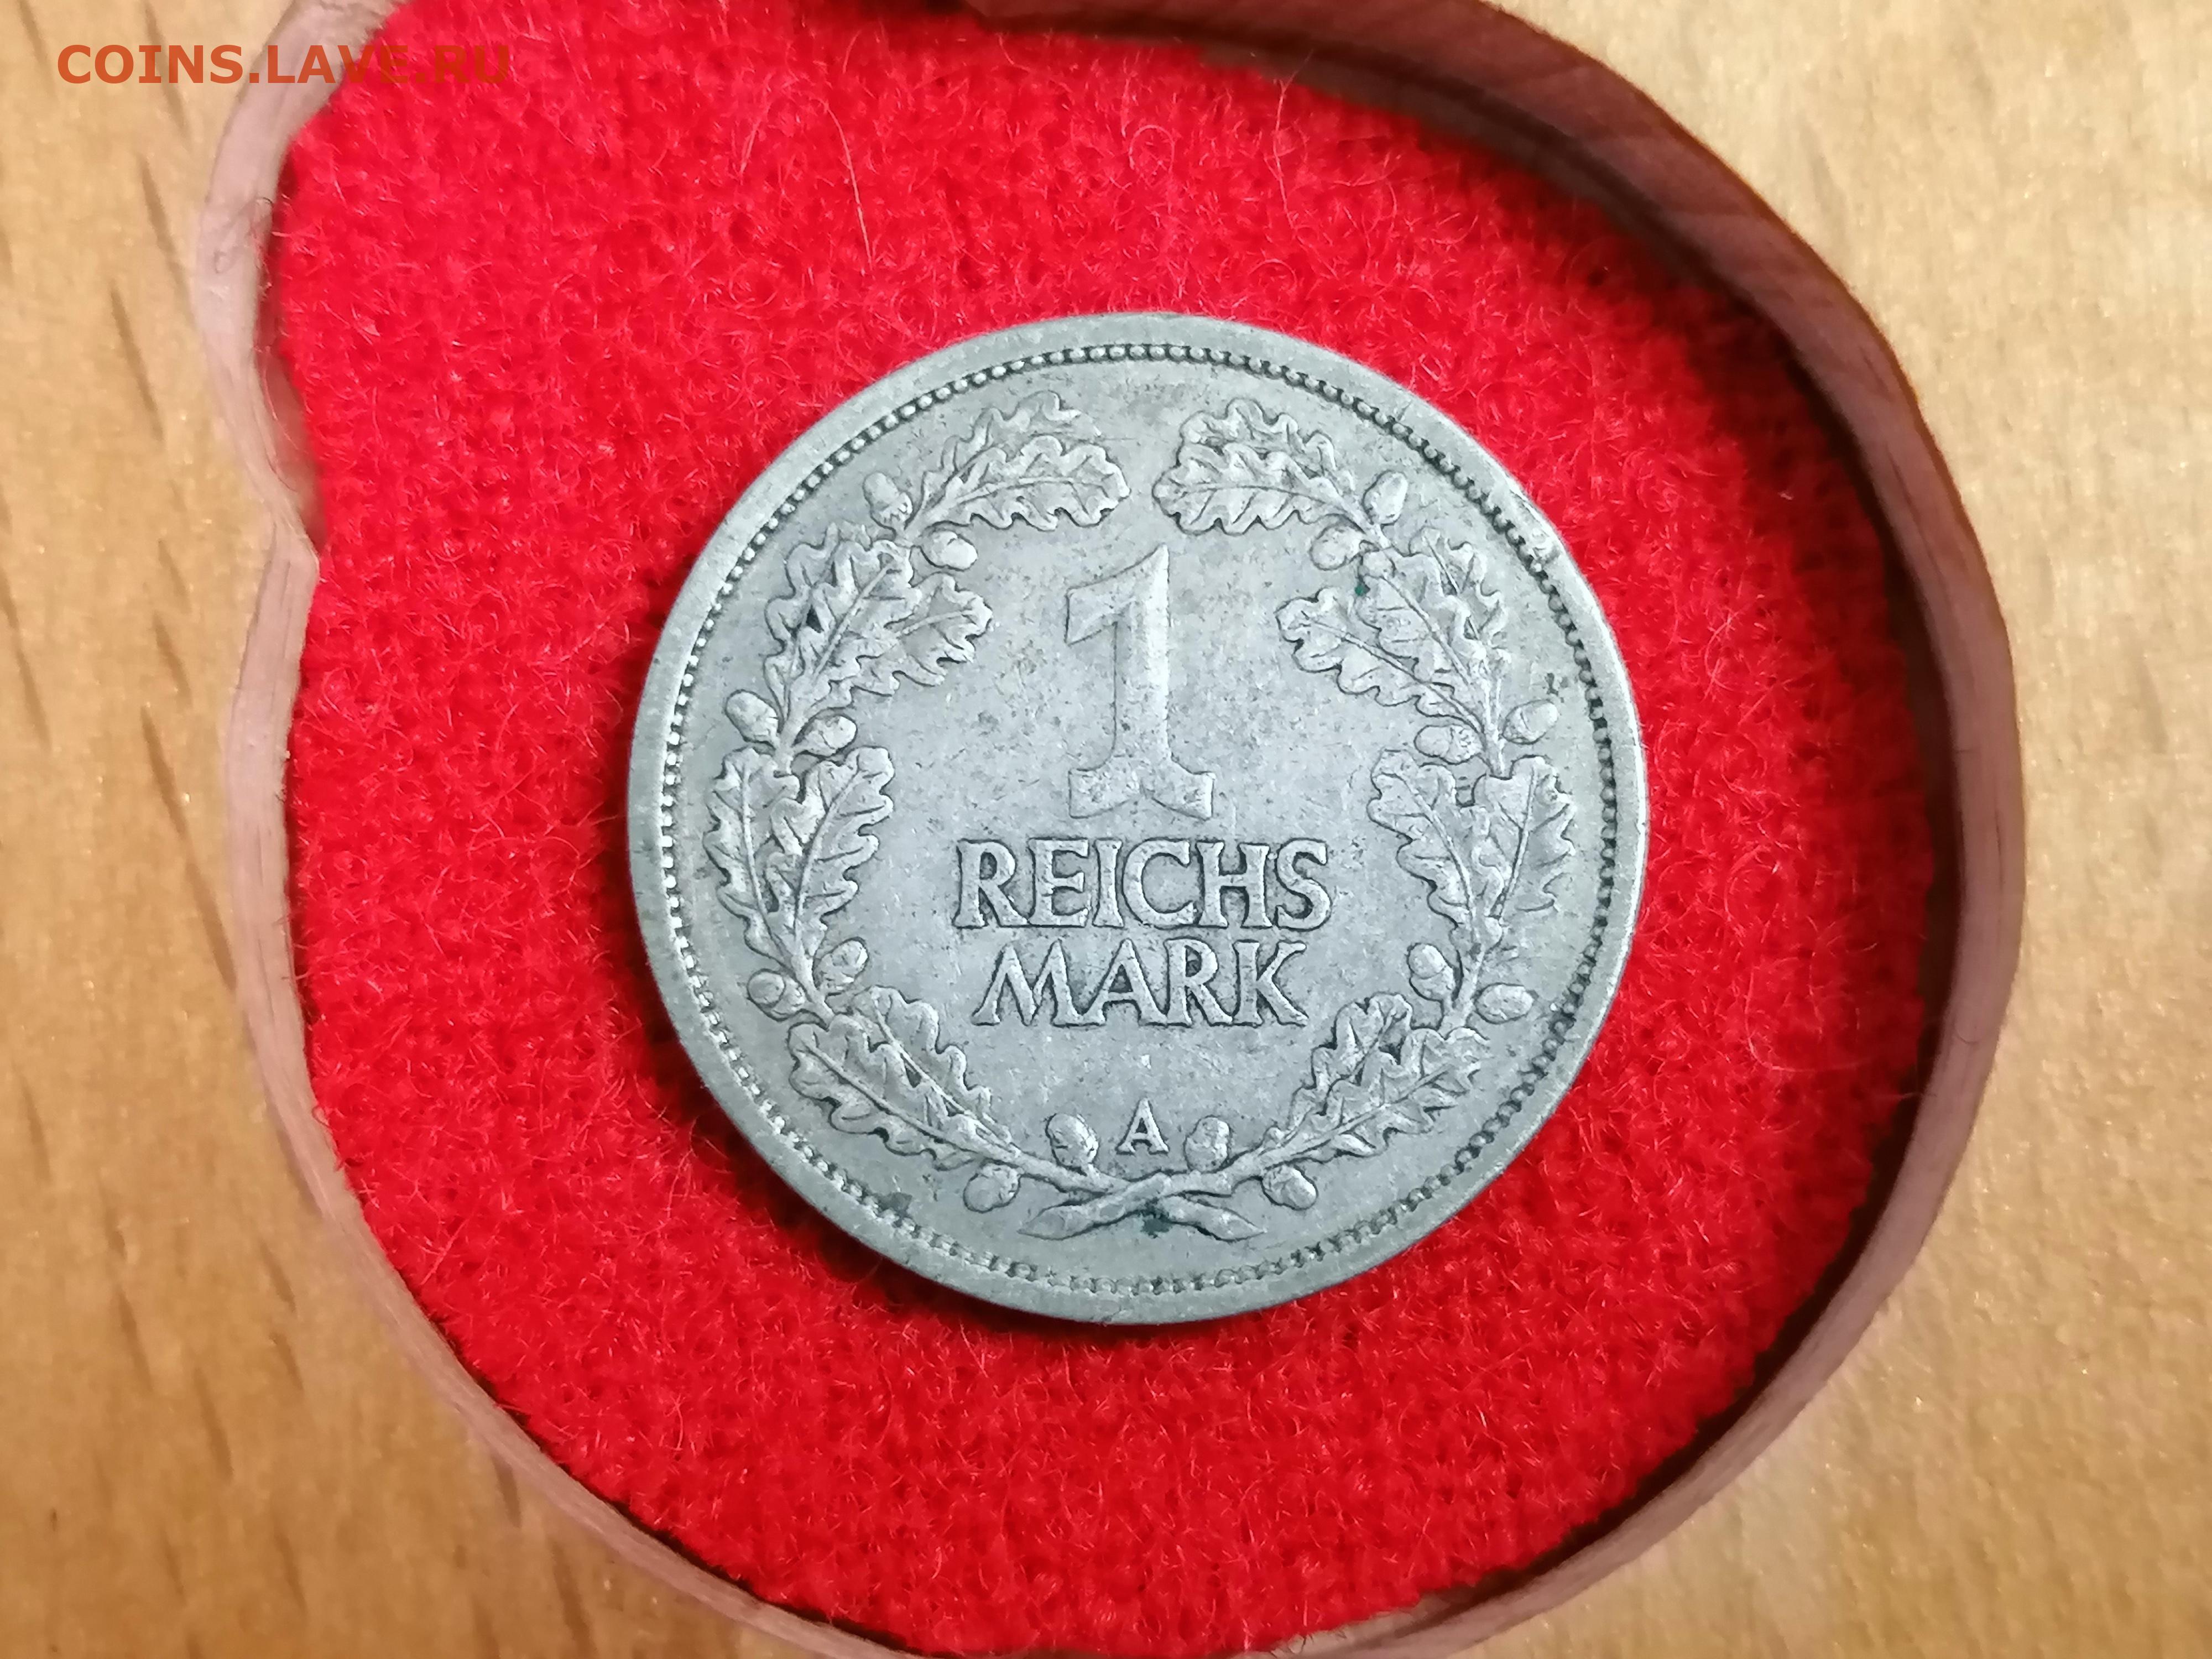 COINS.LAVE.RU
1
REICHS
MARK
A